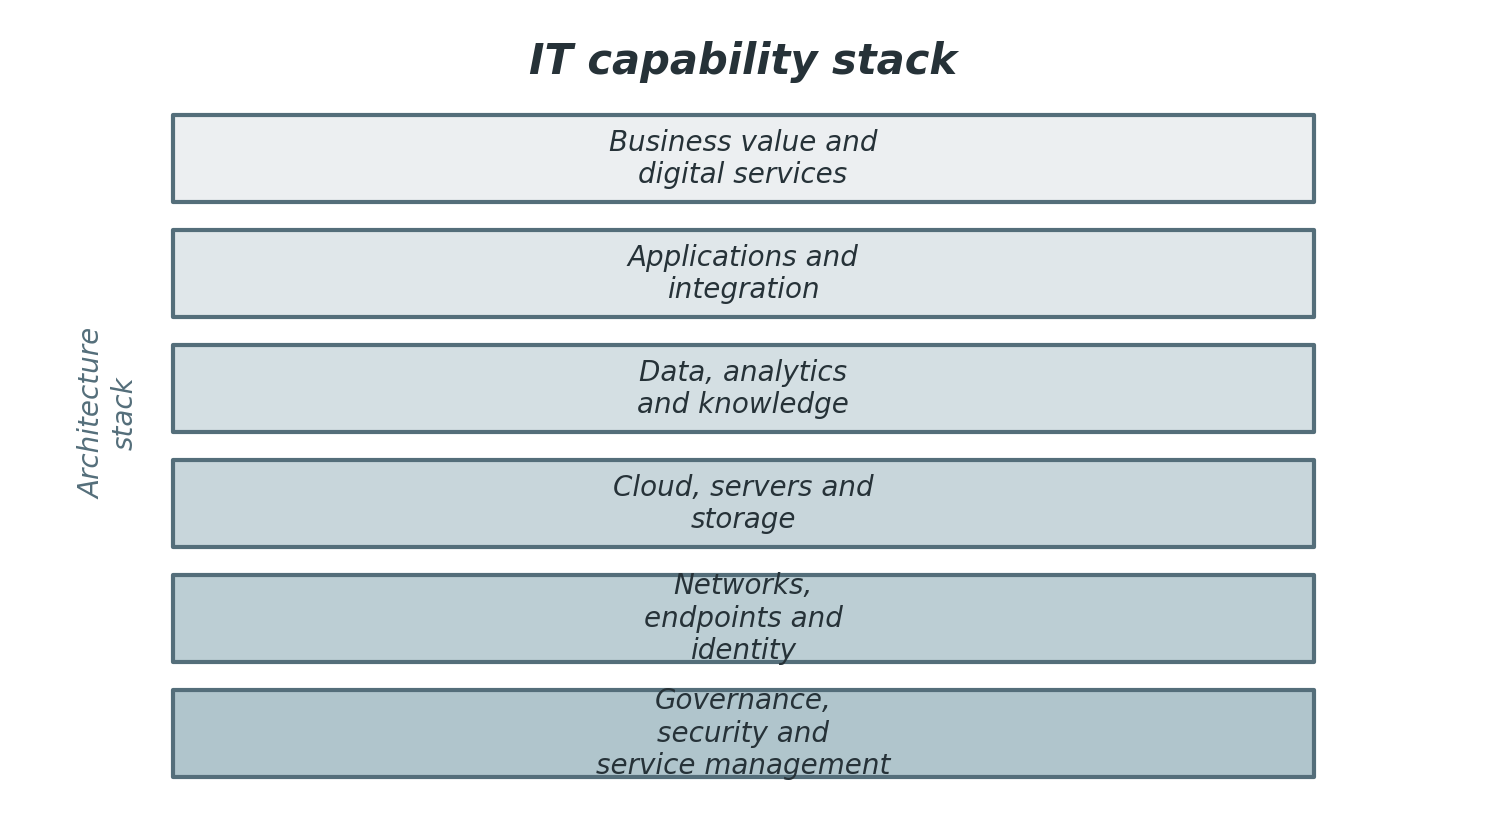 IT capability stack
Business value and
digital services
Applications and
integration
Data, analytics
and knowledge
Architecture
stack
Cloud, servers and
storage
Networks,
endpoints and
identity
Governance,
security and
service management